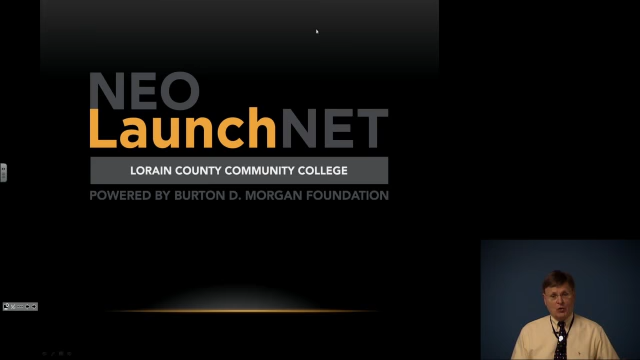 NEO
LaunchNET
LORAIN COUNTY COMMUNITY COLLEGE
POWERED BY BURTON D. MORGAN FOUNDATION